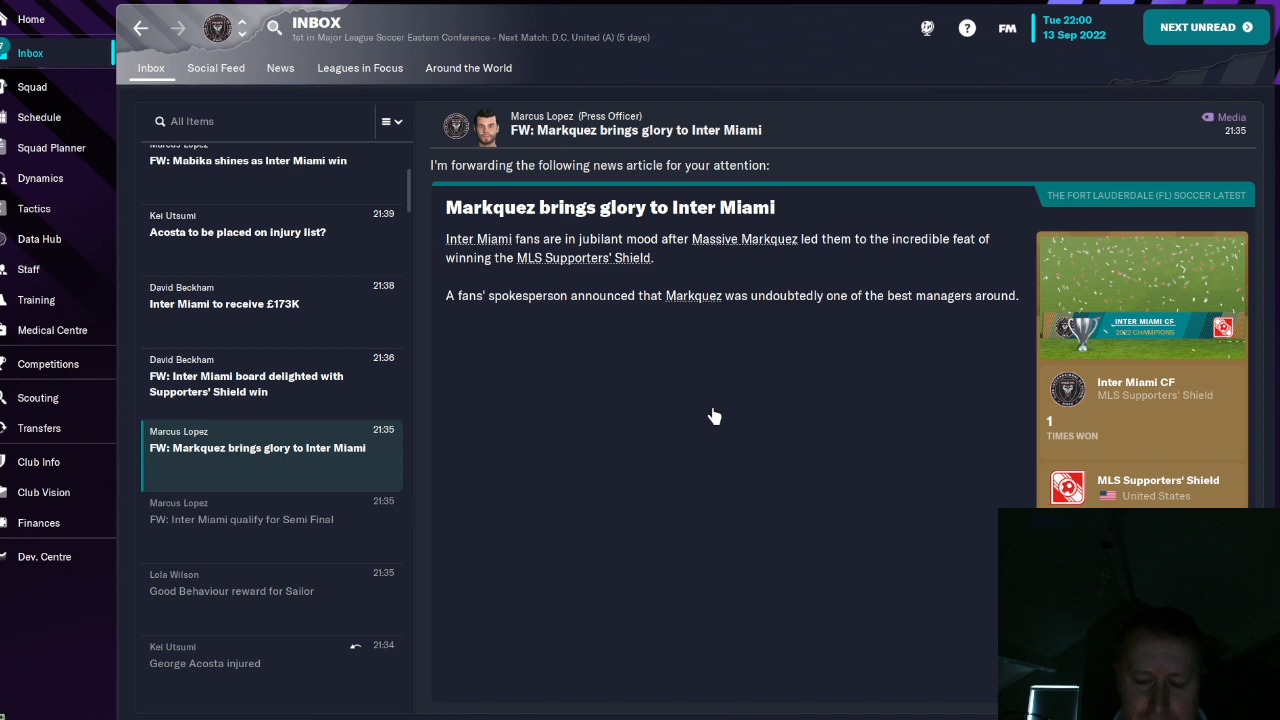 Home
INBOX
1st in Major League Soccer Eastern Conference - Next Match: D.C. United (A) (5 days)
FM
Tue 22:00
13 Sep 2022
NEXT UNREAD
7
Inbox
Squad
Schedule
Squad Planner
Dynamics
Tactics
Data Hub
Staff
Training
Medical Centre
Competitions
Scouting
Transfers
Club Info
Club Vision
Finances
Dev. Centre
Inbox
Social Feed
News
Leagues in Focus
Around the World
All Items
Marcus Lopez
FW: Mabika shines as Inter Miami win
Kei Utsumi
21:39
Acosta to be placed on injury list?
David Beckham
21:38
Inter Miami to receive £173K
David Beckham
21:36
FW: Inter Miami board delighted with
Supporters' Shield win
Marcus Lopez
21:35
FW: Markquez brings glory to Inter Miami
Marcus Lopez
21:35
FW: Inter Miami qualify for Semi Final
Lola Wilson
21:35
Good Behaviour reward for Sailor
Kei Utsumi
21:34
George Acosta injured
Marcus Lopez (Press Officer)
FW: Markquez brings glory to Inter Miami
Media
21:35
I'm forwarding the following news article for your attention:
THE FORT LAUDERDALE (FL) SOCCER LATEST
Markquez brings glory to Inter Miami
Inter Miami fans are in jubilant mood after Massive Markquez led them to the incredible feat of
winning the MLS Supporters' Shield.
A fans' spokesperson announced that Markquez was undoubtedly one of the best managers around.
INTER MIAMI CF
2022 CHAMPIONS
Inter Miami CF
MLS Supporters' Shield
1
TIMES WON
MLS Supporters' Shield
United States